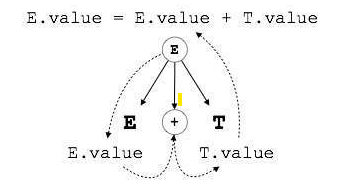 E.value = E.value + T.value
E
E + T
E.value T.value